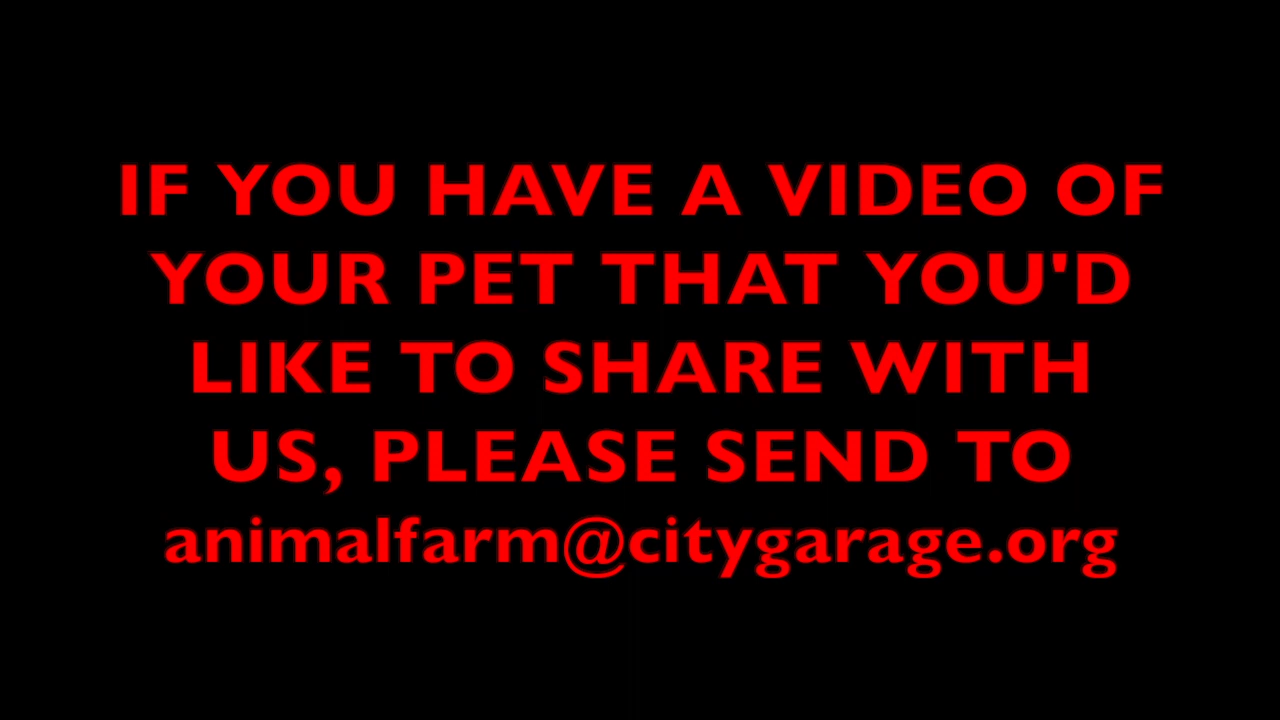 IF YOU HAVE A VIDEO OF
YOUR PET THAT YOU'D
LIKE TO SHARE WITH
US, PLEASE SEND TO
animalfarm@citygarage.org